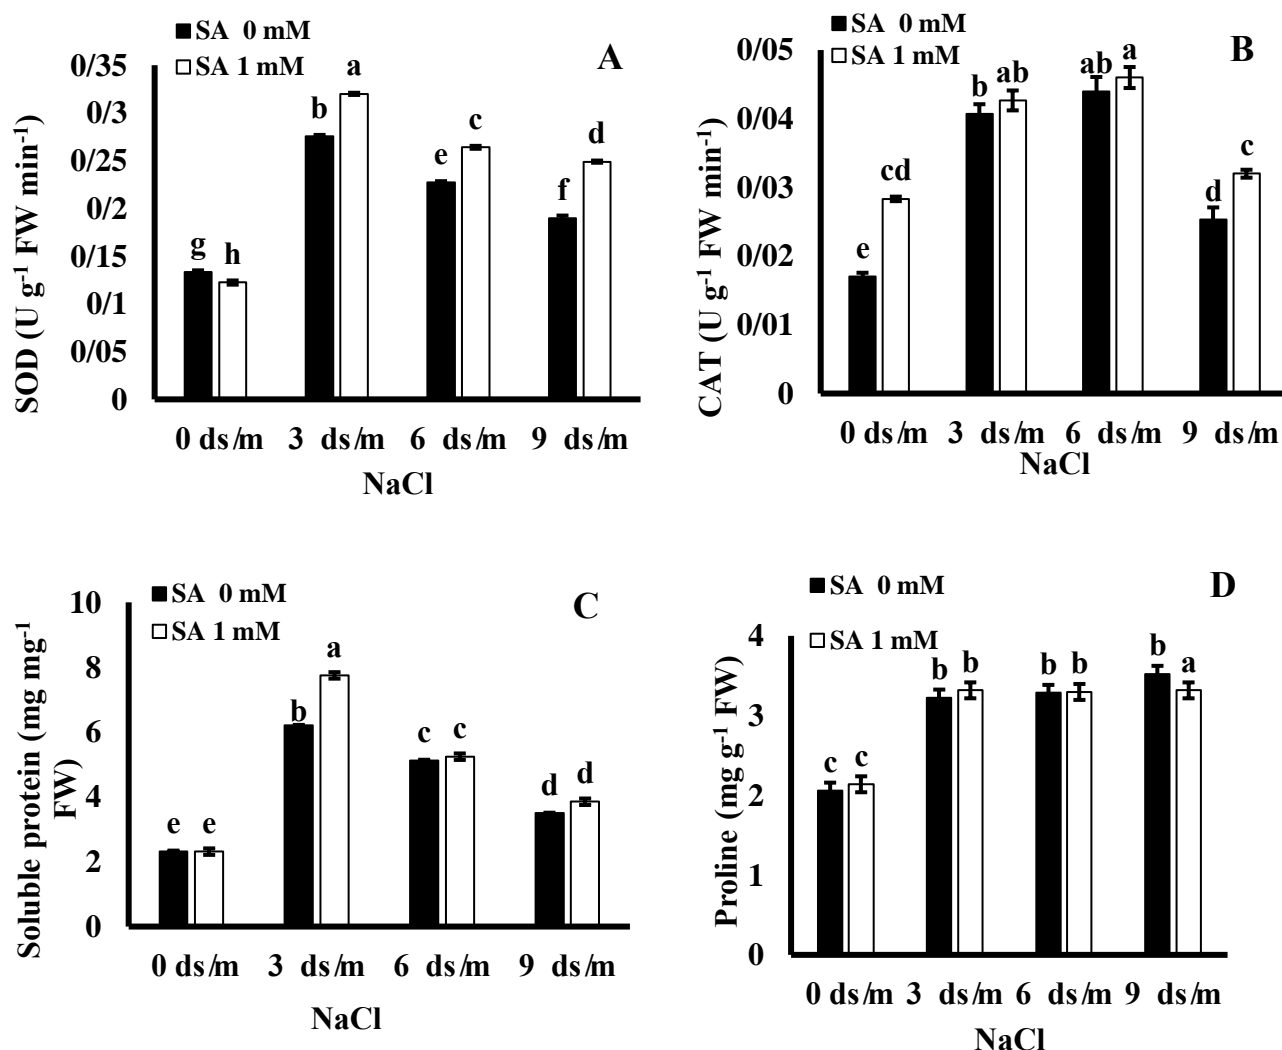 SA 0 mM
SA 1 mM
A
0/35
0/3
0/25
0/2
0/15
0/1
0/05
0
SOD (U g-1 FW min-1)
g h b a e c f d
0 ds/m 3 ds/m 6 ds/m 9 ds/m
NaCl
SA 0 mM
SA 1 mM
B
0/05
0/04
0/03
0/02
0/01
0
CAT (U g-1 FW min-1)
e cd b ab ab a d c
0 ds/m 3 ds/m 6 ds/m 9 ds/m
NaCl
SA 0 mM
SA 1 mM
C
10
8
6
4
2
0
Soluble protein (mg mg-1
FW)
e e b a c c d d
0 ds/m 3 ds/m 6 ds/m 9 ds/m
NaCl
SA 0 mM
SA 1 mM
D
4
3
2
1
0
Proline (mg g-1 FW)
c c b b b b b a
0 ds/m 3 ds/m 6 ds/m 9 ds/m
NaCl